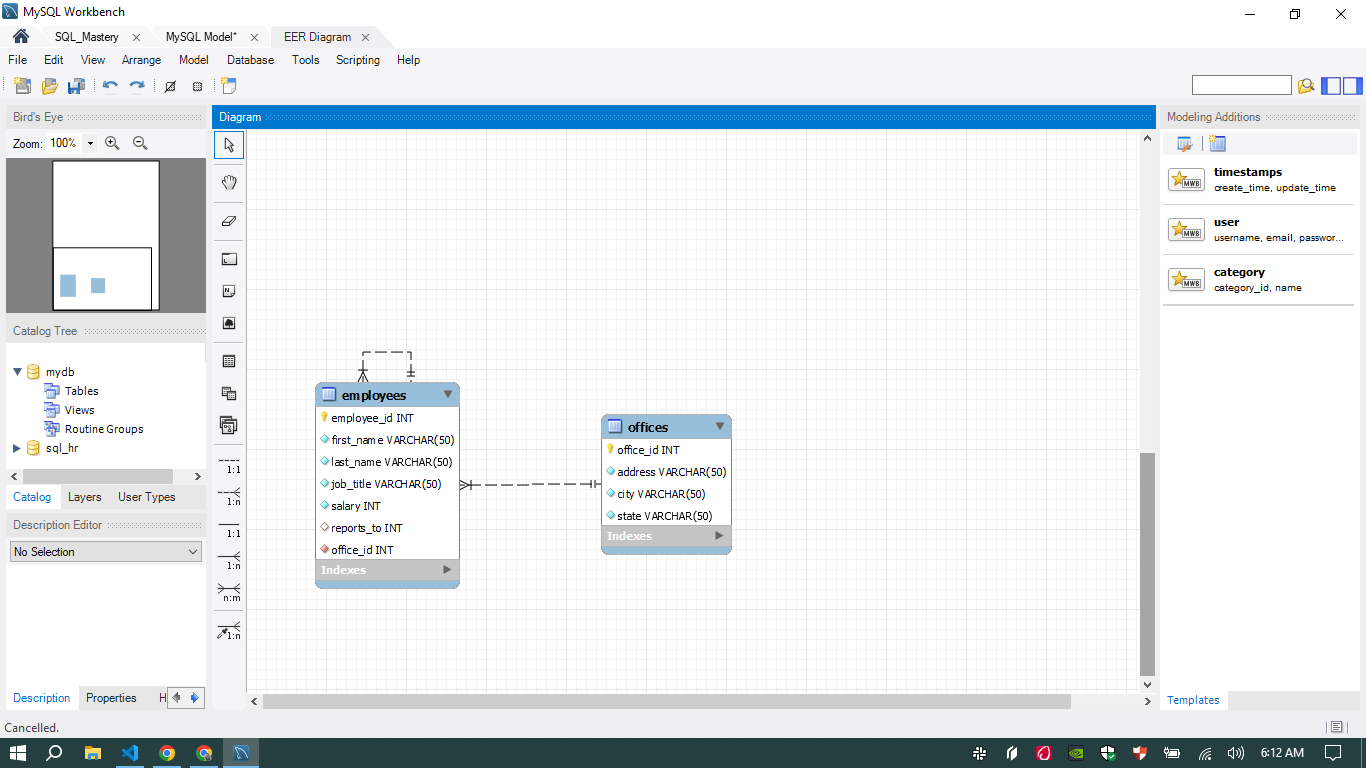 MySQL Workbench
SQL_Mastery
MySQL Model*
EER Diagram
File Edit View Arrange Model Database Tools Scripting Help
Bird's Eye
Zoom: 100%
Catalog Tree
mydb
Tables
Views
Routine Groups
sql_hr
Catalog Layers User Types
Description Editor
No Selection
Description Properties H
Diagram
L
N
1:1
1:n
1:1
1:n
n:m
1:n
employees
employee_id INT
first_name VARCHAR(50)
last_name VARCHAR(50)
job_title VARCHAR(50)
salary INT
reports_to INT
office_id INT
Indexes
offices
office_id INT
address VARCHAR(50)
city VARCHAR(50)
state VARCHAR(50)
Indexes
Modeling Additions
MWB
timestamps
create_time, update_time
MWB
user
username, email, passwor...
MWB
category
category_id, name
Templates
Cancelled.
6:12 AM